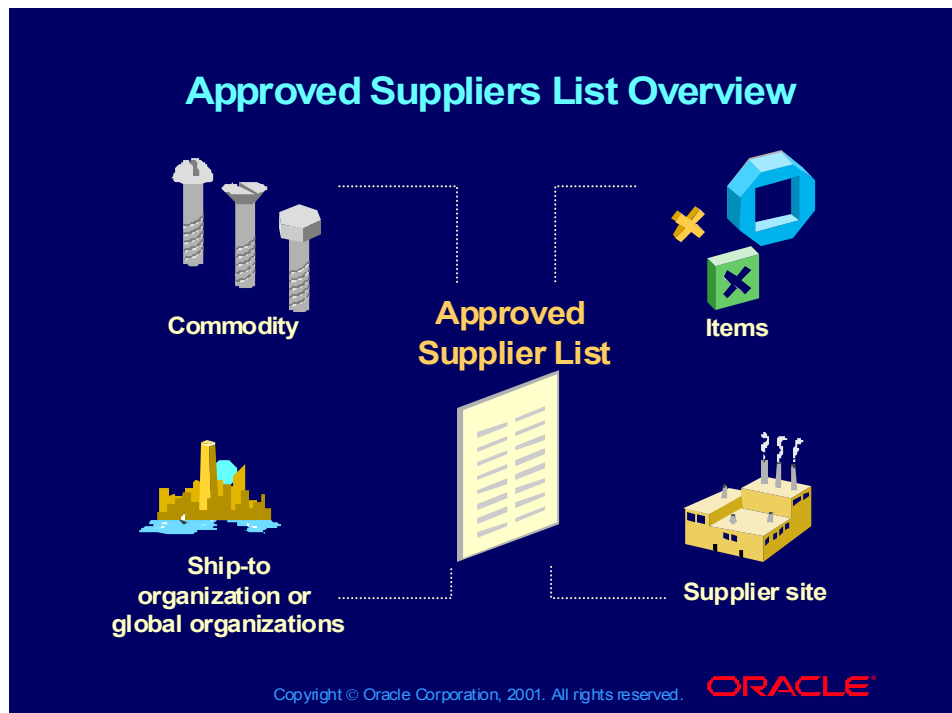 Approved Suppliers List Overview
Commodity
Approved
Supplier List
Items
Ship-to
organization or
global organizations
Supplier site
Copyright © Oracle Corporation, 2001. All rights reserved.
ORACLE®